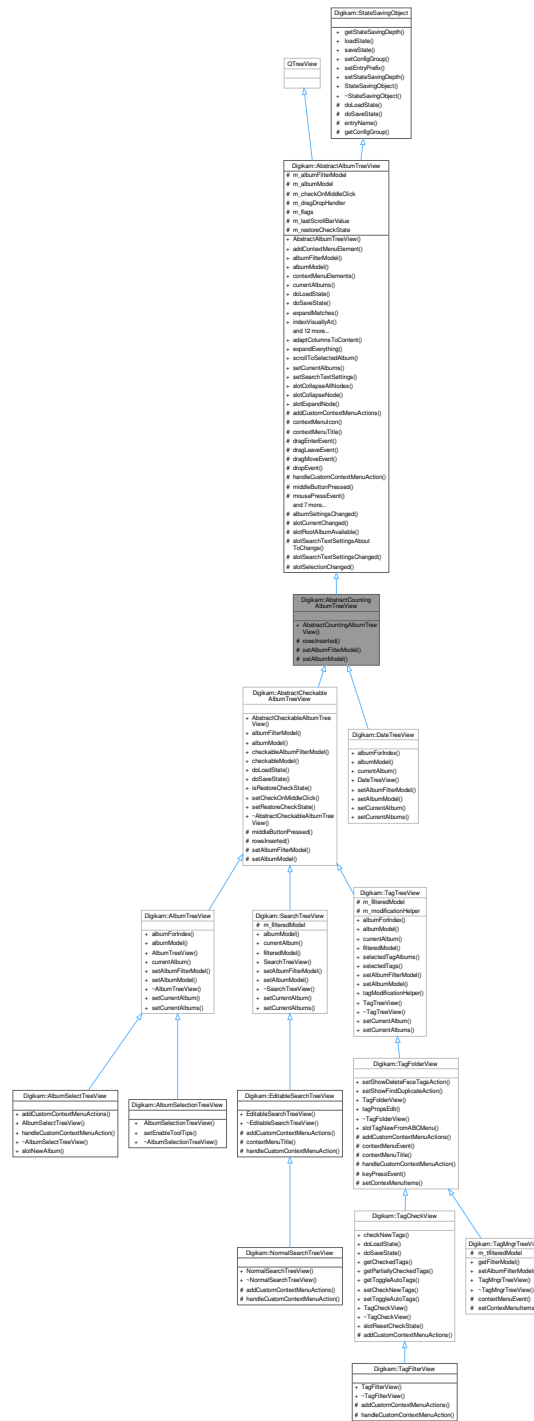 Digikam::StateSavingObject
+ getStateSavingDepth()
+ loadState()
+ saveState()
+ setConfigGroup()
+ setEntryPrefix()
+ setStateSavingDepth()
+ StateSavingObject()
+ ~StateSavingObject()
# doLoadState()
# doSaveState()
# entryName()
# getConfigGroup()
QTreeView
Digikam::AbstractAlbumTreeView
# m_albumFilterModel
# m_albumModel
# m_checkOnMiddleClick
# m_dragDropHandler
# m_flags
# m_lastScrollBarValue
# m_restoreCheckState
+ AbstractAlbumTreeView()
+ addContextMenuElement()
+ albumFilterModel()
+ albumModel()
+ contextMenuElements()
+ currentAlbums()
+ doLoadState()
+ doSaveState()
+ expandMatches()
+ indexVisuallyAt()
and 12 more...
+ adaptColumnsToContent()
+ expandEverything()
+ scrollToSelectedAlbum()
+ setCurrentAlbums()
+ setSearchTextSettings()
+ slotCollapseAllNodes()
+ slotCollapseNode()
+ slotExpandNode()
# addCustomContextMenuActions()
# contextMenuIcon()
# contextMenuTitle()
# dragEnterEvent()
# dragLeaveEvent()
# dragMoveEvent()
# dropEvent()
# handleCustomContextMenuAction()
# middleButtonPressed()
# mousePressEvent()
and 7 more...
# albumSettingsChanged()
# slotCurrentChanged()
# slotRootAlbumAvailable()
# slotSearchTextSettingsAbout
ToChange()
# slotSearchTextSettingsChanged()
# slotSelectionChanged()
Digikam::AbstractCounting
AlbumTreeView
+ AbstractCountingAlbumTree
View()
# rowsInserted()
# setAlbumFilterModel()
# setAlbumModel()
Digikam::AbstractCheckable
AlbumTreeView
+ AbstractCheckableAlbumTree
View()
+ albumFilterModel()
+ albumModel()
+ checkableAlbumFilterModel()
+ checkableModel()
+ doLoadState()
+ doSaveState()
+ isRestoreCheckState()
+ setCheckOnMiddleClick()
+ setRestoreCheckState()
+ ~AbstractCheckableAlbumTree
View()
# middleButtonPressed()
# rowsInserted()
# setAlbumFilterModel()
# setAlbumModel()
Digikam::DateTreeView
+ albumForIndex()
+ albumModel()
+ currentAlbum()
+ DateTreeView()
+ setAlbumFilterModel()
+ setAlbumModel()
+ setCurrentAlbum()
+ setCurrentAlbums()
Digikam::AlbumTreeView
+ albumForIndex()
+ albumModel()
+ AlbumTreeView()
+ currentAlbum()
+ setAlbumFilterModel()
+ setAlbumModel()
+ ~AlbumTreeView()
+ setCurrentAlbum()
+ setCurrentAlbums()
Digikam::SearchTreeView
# m_filteredModel
+ albumModel()
+ currentAlbum()
+ filteredModel()
+ SearchTreeView()
+ setAlbumFilterModel()
+ setAlbumModel()
+ ~SearchTreeView()
+ setCurrentAlbum()
+ setCurrentAlbums()
Digikam::TagTreeView
# m_filteredModel
# m_modificationHelper
+ albumForIndex()
+ albumModel()
+ currentAlbum()
+ filteredModel()
+ selectedTagAlbums()
+ selectedTags()
+ setAlbumFilterModel()
+ setAlbumModel()
+ tagModificationHelper()
+ TagTreeView()
+ ~TagTreeView()
+ setCurrentAlbum()
+ setCurrentAlbums()
Digikam::AlbumSelectTreeView
+ addCustomContextMenuActions()
+ AlbumSelectTreeView()
+ handleCustomContextMenuAction()
+ ~AlbumSelectTreeView()
+ slotNewAlbum()
Digikam::AlbumSelectionTreeView
+ AlbumSelectionTreeView()
+ setEnableToolTips()
+ ~AlbumSelectionTreeView()
Digikam::EditableSearchTreeView
+ EditableSearchTreeView()
+ ~EditableSearchTreeView()
# addCustomContextMenuActions()
# contextMenuTitle()
# handleCustomContextMenuAction()
Digikam::TagFolderView
+ setShowDeleteFaceTagsAction()
+ setShowFindDuplicateAction()
+ TagFolderView()
+ tagPropsEdit()
+ ~TagFolderView()
+ slotTagNewFromABCMenu()
# addCustomContextMenuActions()
# contextMenuEvent()
# contextMenuTitle()
# handleCustomContextMenuAction()
# keyPressEvent()
# setContexMenuItems()
Digikam::NormalSearchTreeView
+ NormalSearchTreeView()
+ ~NormalSearchTreeView()
# addCustomContextMenuActions()
# handleCustomContextMenuAction()
Digikam::TagCheckView
+ checkNewTags()
+ doLoadState()
+ doSaveState()
+ getCheckedTags()
+ getPartiallyCheckedTags()
+ getToggleAutoTags()
+ setCheckNewTags()
+ setToggleAutoTags()
+ TagCheckView()
+ ~TagCheckView()
+ slotResetCheckState()
# addCustomContextMenuActions()
Digikam::TagMngrTreeVi
# m_tfilteredModel
+ getFilterModel()
+ setAlbumFilterModel(
+ TagMngrTreeView()
+ ~TagMngrTreeView()
# contextMenuEvent()
# setContexMenuItems
Digikam::TagFilterView
+ TagFilterView()
+ ~TagFilterView()
# addCustomContextMenuActions()
# handleCustomContextMenuAction()